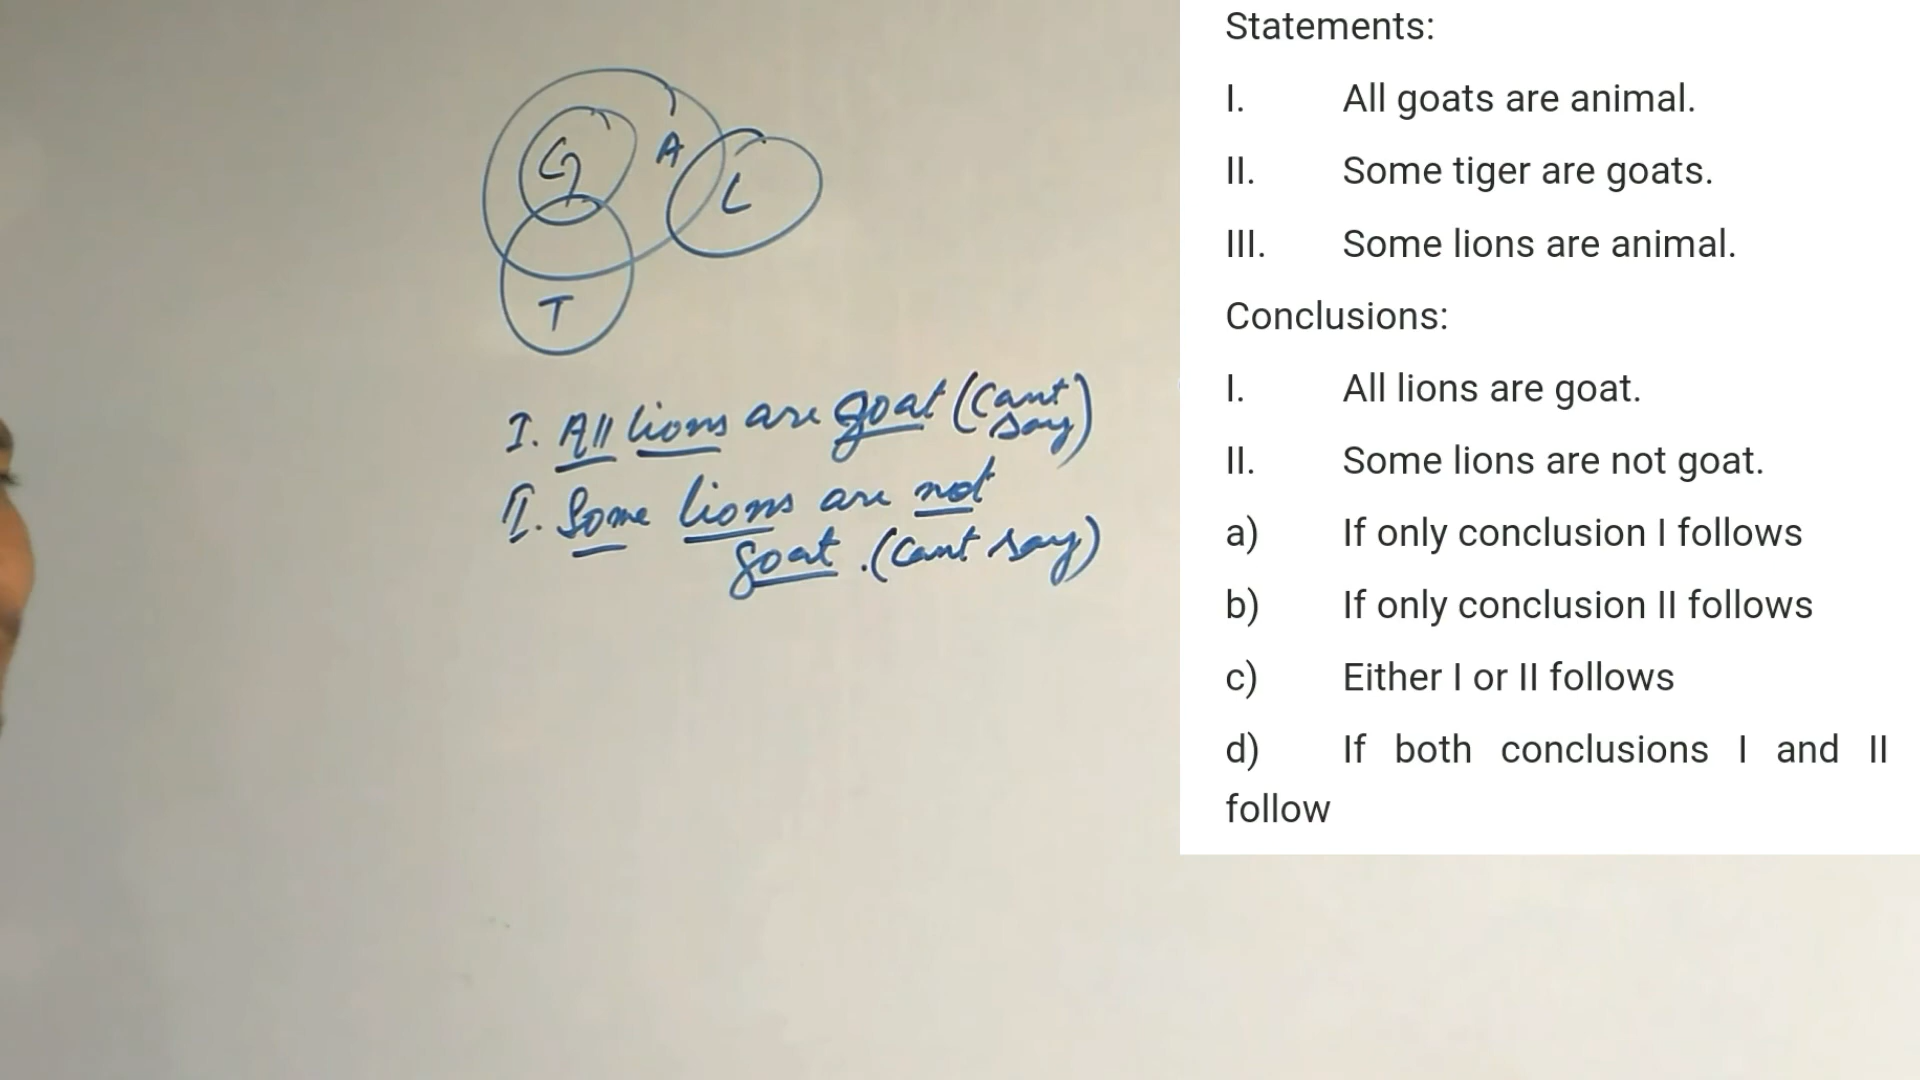 G
A
L
T
I. All lions are goat (Cant
say)
II. Some lions are not
goat. (Cant say)
Statements:
I. All goats are animal.
II. Some tiger are goats.
III. Some lions are animal.
Conclusions:
I. All lions are goat.
II. Some lions are not goat.
a) If only conclusion I follows
b) If only conclusion II follows
c) Either I or II follows
d) If both conclusions I and II
follow